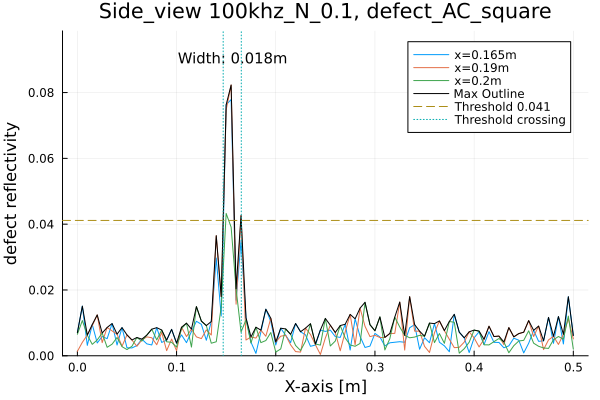 Side_view 100khz_N_0.1, defect_AC_square
Width: 0.018m
x=0.165m
x=0.19m
x=0.2m
Max Outline
Threshold 0.041
Threshold crossing
defect reflectivity
0.08
0.06
0.04
0.02
0.00
0.0 0.1 0.2 0.3 0.4 0.5
X-axis [m]